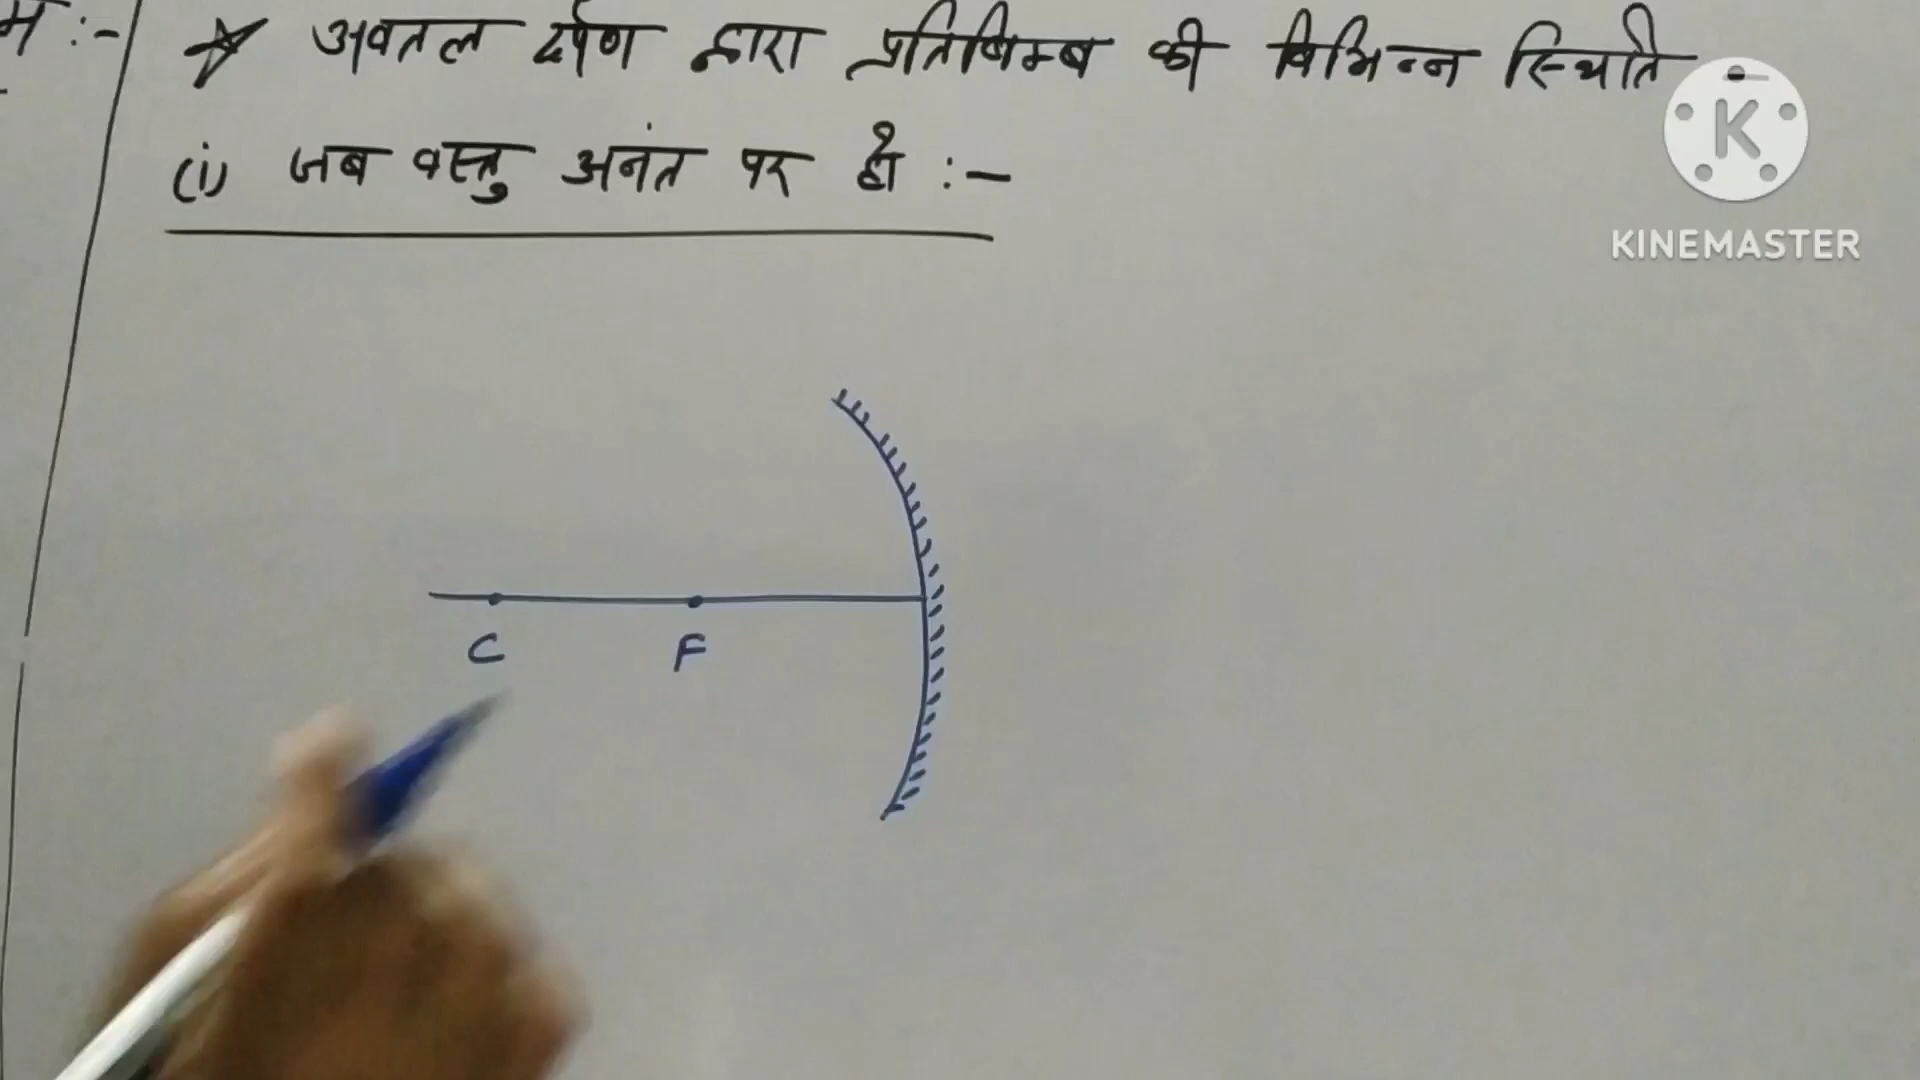 म :-
★ अवतल दर्पण द्वारा प्रतिबिम्ब की विभिन्न स्थिति
(i) जब वस्तु अनंत पर हो :-
C F
K
KINEMASTER